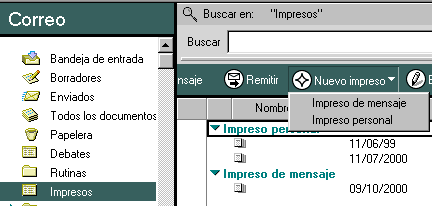 Correo
Bandeja de entrada
Borradores
Enviados
Todos los documentos
Papelera
Debates
Rutinas
Impresos
Buscar en: "Impresos"
Buscar
nsaje Remitir Nuevo impreso
Impreso de mensaje
Impreso personal
Impreso personal
11/06/99
11/07/2000
Impreso de mensaje
09/10/2000